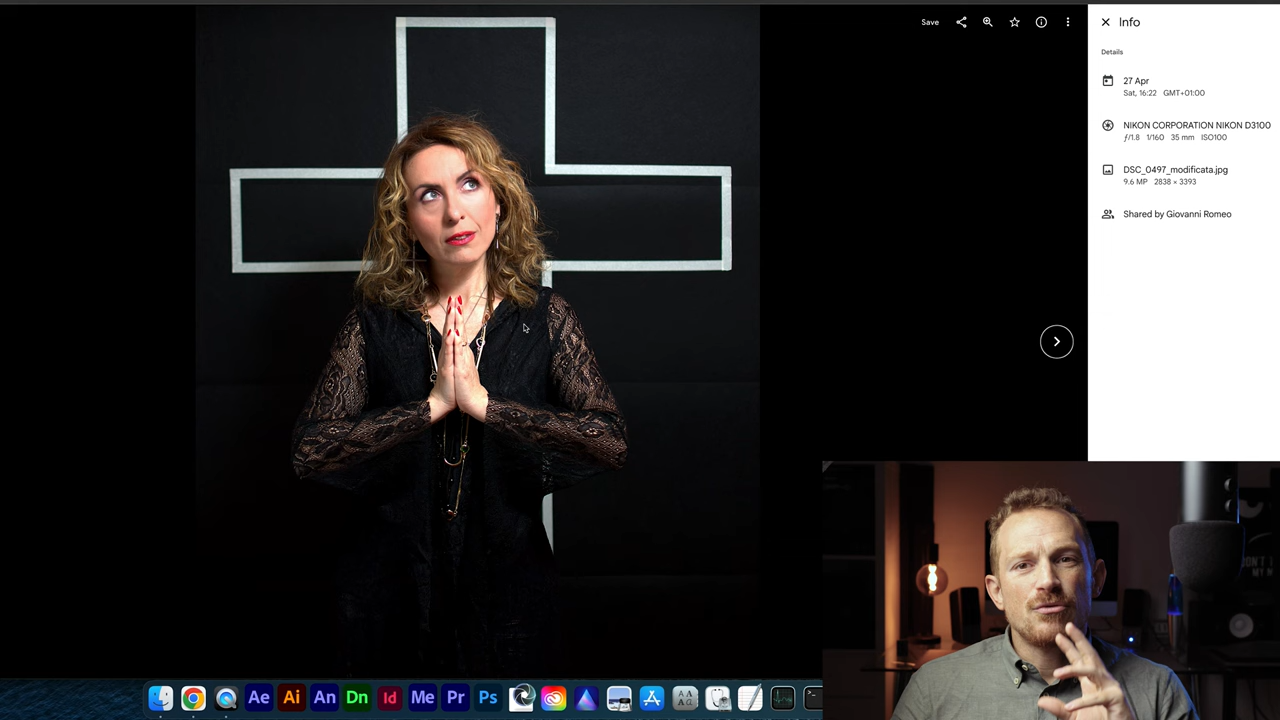 Save
Info
Details
27 Apr
Sat, 16:22 GMT+01:00
NIKON CORPORATION NIKON D3100
ƒ/1.8 1/160 35 mm ISO100
DSC_0497_modificata.jpg
9.6 MP 2838 × 3393
Shared by Giovanni Romeo
DON'T
MY
Ae Ai An Dn Id Me Pr Ps